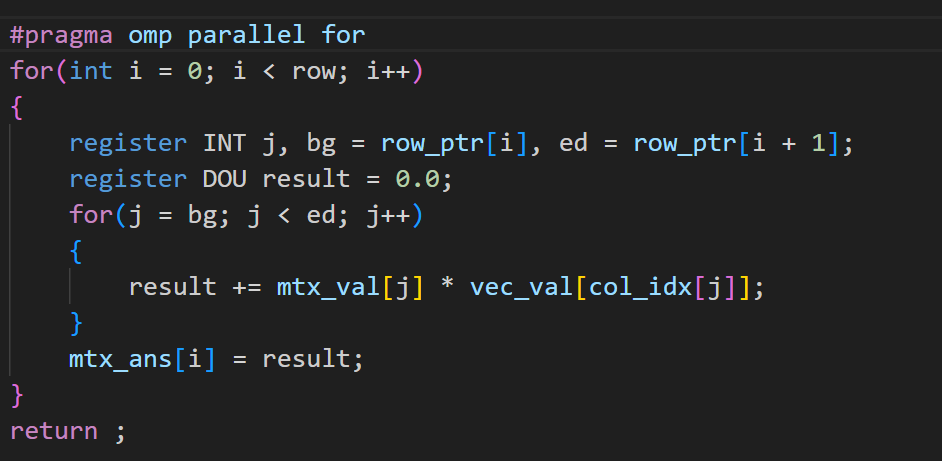 #pragma omp parallel for
for(int i = 0; i < row; i++)
{
    register INT j, bg = row_ptr[i], ed = row_ptr[i + 1];
    register DOU result = 0.0;
    for(j = bg; j < ed; j++)
    {
        result += mtx_val[j] * vec_val[col_idx[j]];
    }
    mtx_ans[i] = result;
}
return ;